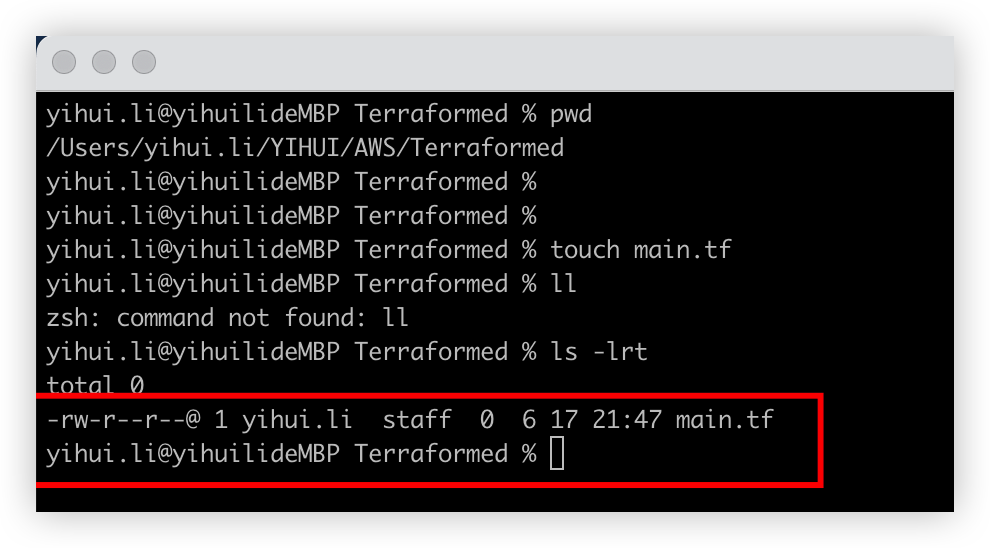 yihui.li@yihuilideMBP Terraformed % pwd
/Users/yihui.li/YIHUI/AWS/Terraformed
yihui.li@yihuilideMBP Terraformed %
yihui.li@yihuilideMBP Terraformed %
yihui.li@yihuilideMBP Terraformed % touch main.tf
yihui.li@yihuilideMBP Terraformed % ll
zsh: command not found: ll
yihui.li@yihuilideMBP Terraformed % ls -lrt
total 0
-rw-r--r--@ 1 yihui.li  staff  0  6 17 21:47 main.tf
yihui.li@yihuilideMBP Terraformed %